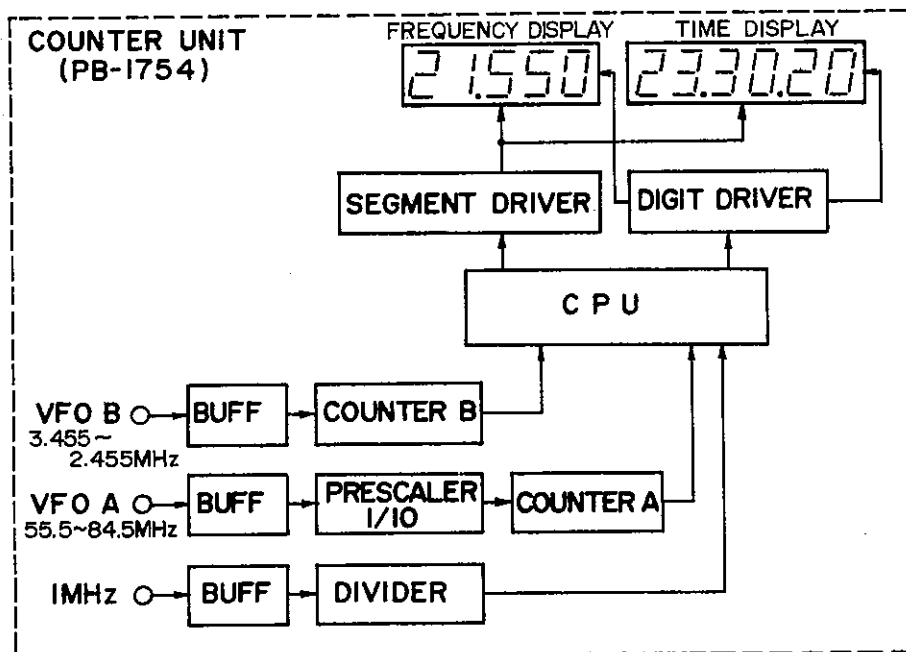 COUNTER UNIT
(PB-1754)
FREQUENCY DISPLAY
TIME DISPLAY
21.550
23.30.20
SEGMENT DRIVER
DIGIT DRIVER
CPU
VFO B
3.455~
2.455MHz
BUFF
COUNTER B
VFO A
55.5~84.5MHz
BUFF
PRESCALER
1/10
COUNTER A
1MHz
BUFF
DIVIDER